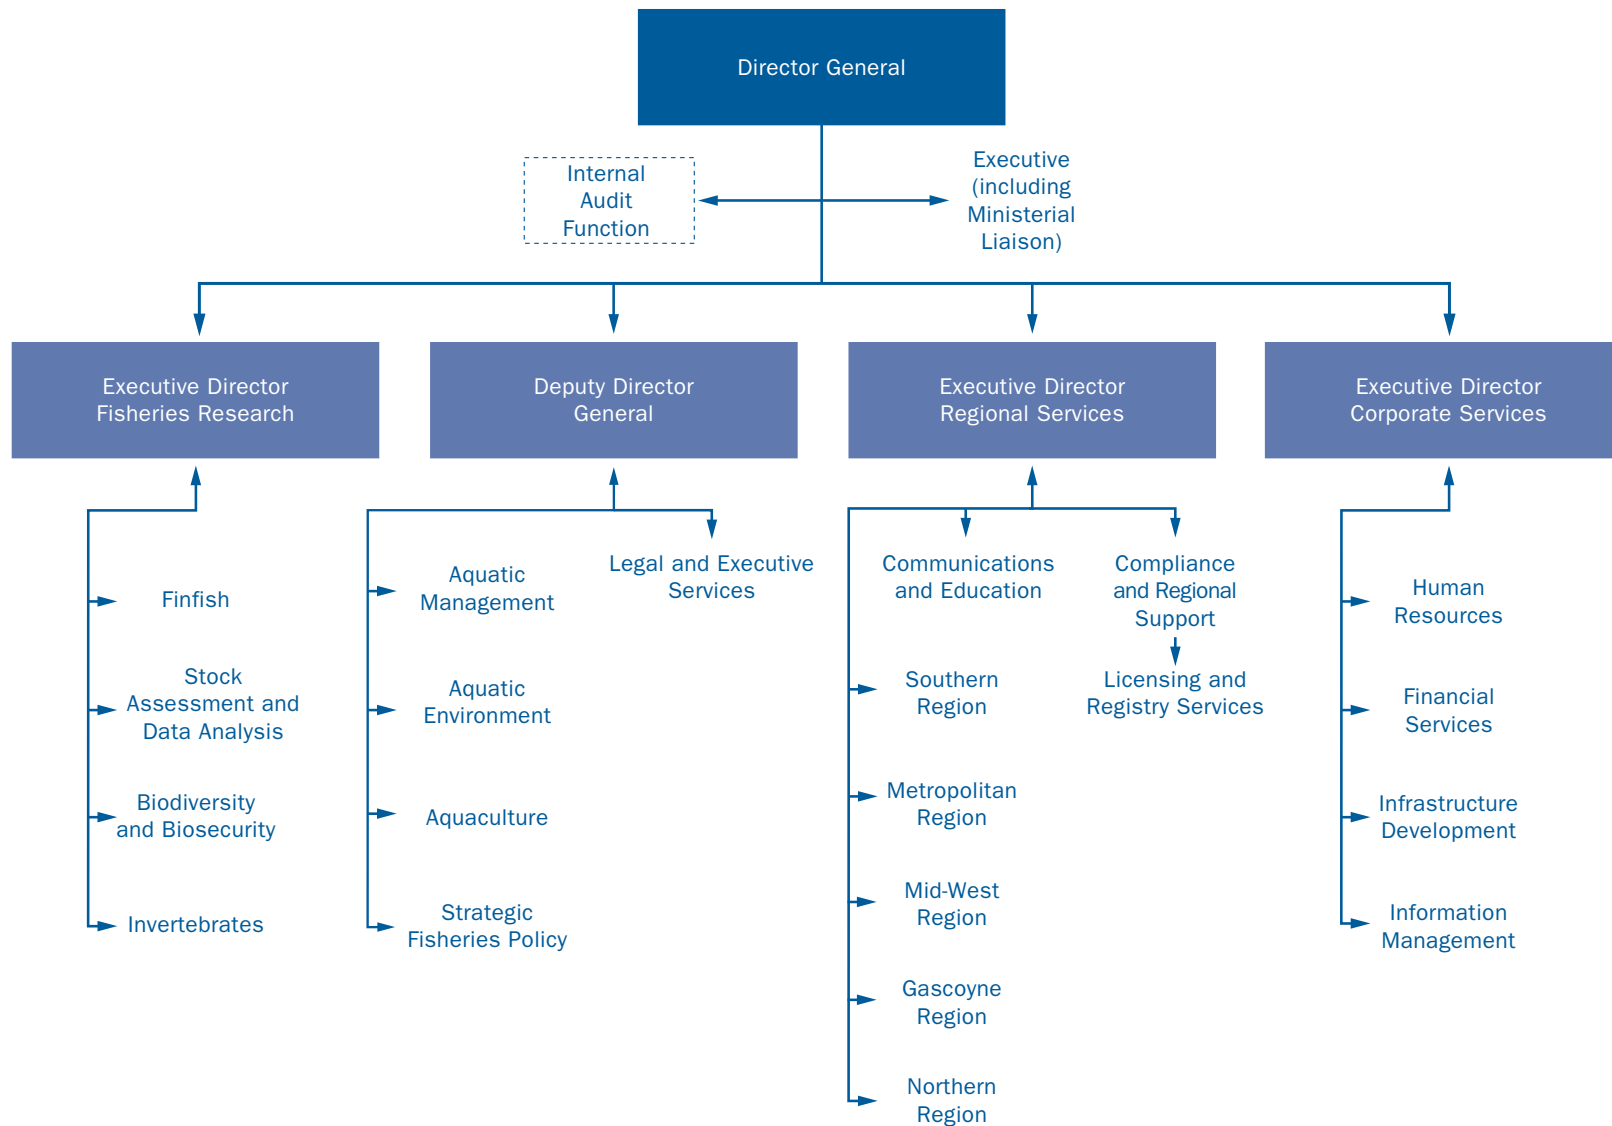 Director General
Internal
Audit
Function
Executive
(including
Ministerial
Liaison)
Executive Director
Fisheries Research
Deputy Director
General
Executive Director
Regional Services
Executive Director
Corporate Services
Finfish
Stock
Assessment and
Data Analysis
Biodiversity
and Biosecurity
Invertebrates
Aquatic
Management
Aquatic
Environment
Aquaculture
Strategic
Fisheries Policy
Legal and Executive
Services
Communications
and Education
Southern
Region
Metropolitan
Region
Mid-West
Region
Gascoyne
Region
Northern
Region
Compliance
and Regional
Support
Licensing and
Registry Services
Human
Resources
Financial
Services
Infrastructure
Development
Information
Management